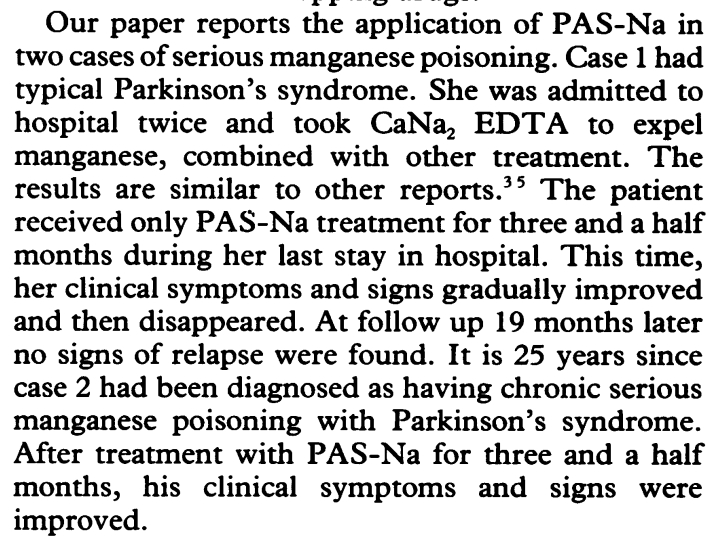 Our paper reports the application of PAS-Na in
two cases of serious manganese poisoning. Case 1 had
typical Parkinson's syndrome. She was admitted to
hospital twice and took CaNa₂ EDTA to expel
manganese, combined with other treatment. The
results are similar to other reports.³⁵ The patient
received only PAS-Na treatment for three and a half
months during her last stay in hospital. This time,
her clinical symptoms and signs gradually improved
and then disappeared. At follow up 19 months later
no signs of relapse were found. It is 25 years since
case 2 had been diagnosed as having chronic serious
manganese poisoning with Parkinson's syndrome.
After treatment with PAS-Na for three and a half
months, his clinical symptoms and signs were
improved.